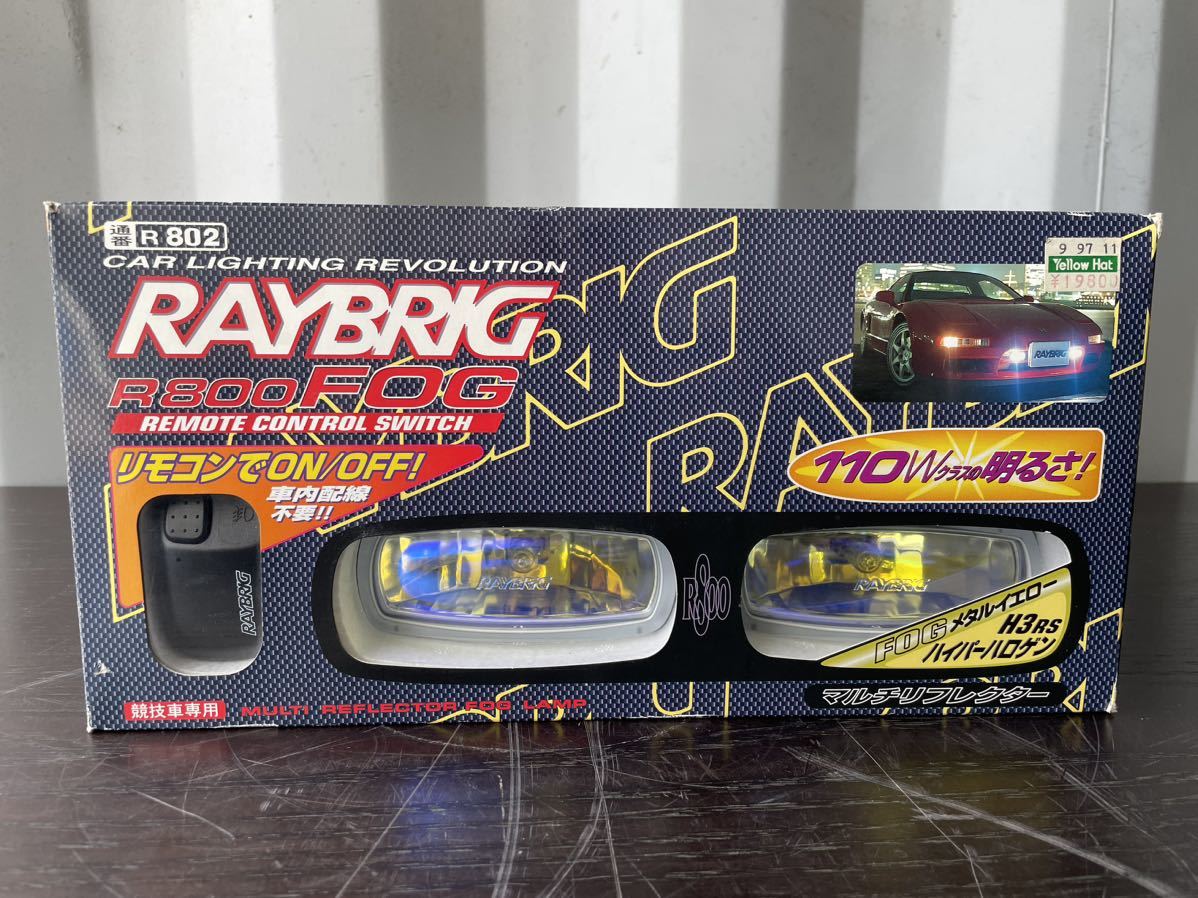 通番 R 802
CAR LIGHTING REVOLUTION
RAYBRIG
R800 FOG
REMOTE CONTROL SWITCH
リモコンでON/OFF!
車内配線
不要!!
RAYBRIG
9 97 11
Yellow Hat
¥19800
RAYBRIG
110Wクラスの明るさ!
RAYBRIG
R800
RAYBRIG
FOG メタルイエロー
H3RS
ハイパーハロゲン
マルチリフレクター
競技車専用 MULTI REFLECTOR FOG LAMP
RAYBRIG